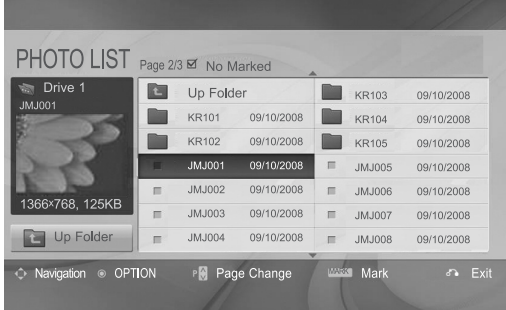 PHOTO LIST
Page 2/3 No Marked
Drive 1
JMJ001
1366×768, 125KB
Up Folder
Up Folder
KR101 09/10/2008
KR102 09/10/2008
JMJ001 09/10/2008
JMJ002 09/10/2008
JMJ003 09/10/2008
JMJ004 09/10/2008
KR103 09/10/2008
KR104 09/10/2008
KR105 09/10/2008
JMJ005 09/10/2008
JMJ006 09/10/2008
JMJ007 09/10/2008
JMJ008 09/10/2008
Navigation OPTION P Page Change MARK Mark Exit